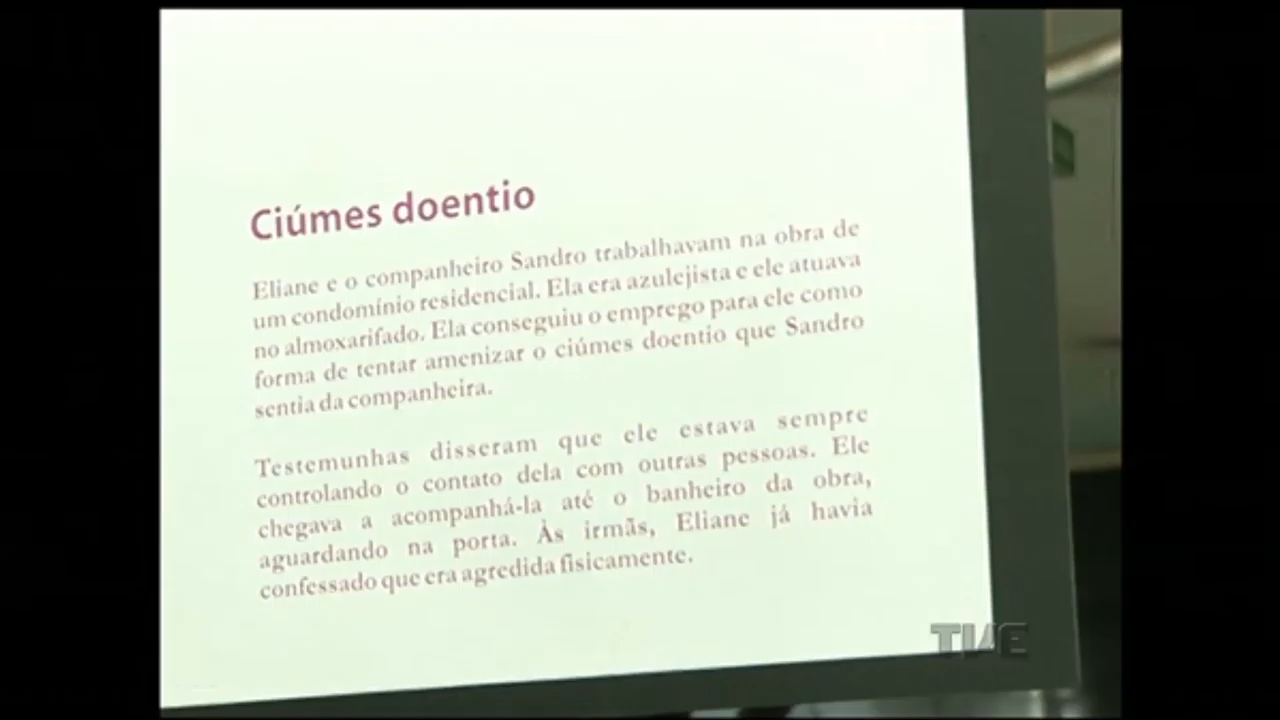 Ciúmes doentio
Eliane e o companheiro Sandro trabalhavam na obra de
um condomínio residencial. Ela era azulejista e ele atuava
no almoxarifado. Ela conseguiu o emprego para ele como
forma de tentar amenizar o ciúmes doentio que Sandro
sentia da companheira.
Testemunhas disseram que ele estava sempre
controlando o contato dela com outras pessoas. Ele
chegava a acompanhá-la até o banheiro da obra,
aguardando na porta. Às irmãs, Eliane já havia
confessado que era agredida fisicamente.
TVE